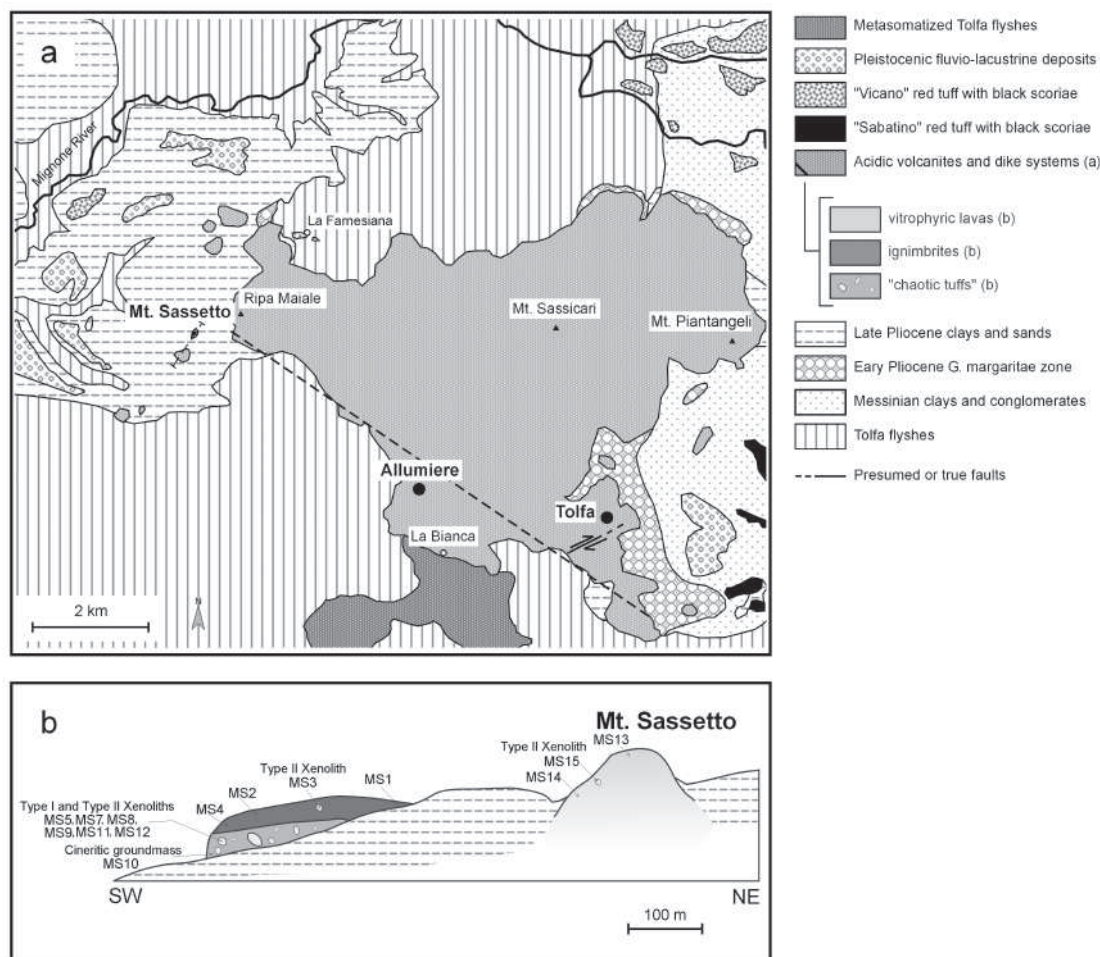 a
Mignone River
La Farnesiana
Ripa Maiale
Mt. Sassetto
Mt. Sassicari
Mt. Piantangeli
Allumiere
Tolfa
La Bianca
2 km
N
Metasomatized Tolfa flyshes
Pleistocenic fluvio-lacustrine deposits
"Vicano" red tuff with black scoriae
"Sabatino" red tuff with black scoriae
Acidic volcanites and dike systems (a)
vitrophyric lavas (b)
ignimbrites (b)
"chaotic tuffs" (b)
Late Pliocene clays and sands
Eary Pliocene G. margaritae zone
Messinian clays and conglomerates
Tolfa flyshes
Presumed or true faults
b
Mt. Sassetto
MS13
Type II Xenolith
MS15
MS14
Type II Xenolith
MS3
MS1
MS2
MS4
Type I and Type II Xenoliths
MS5. MS7. MS8.
MS9. MS11. MS12
Cineritic groundmass
MS10
SW
NE
100 m